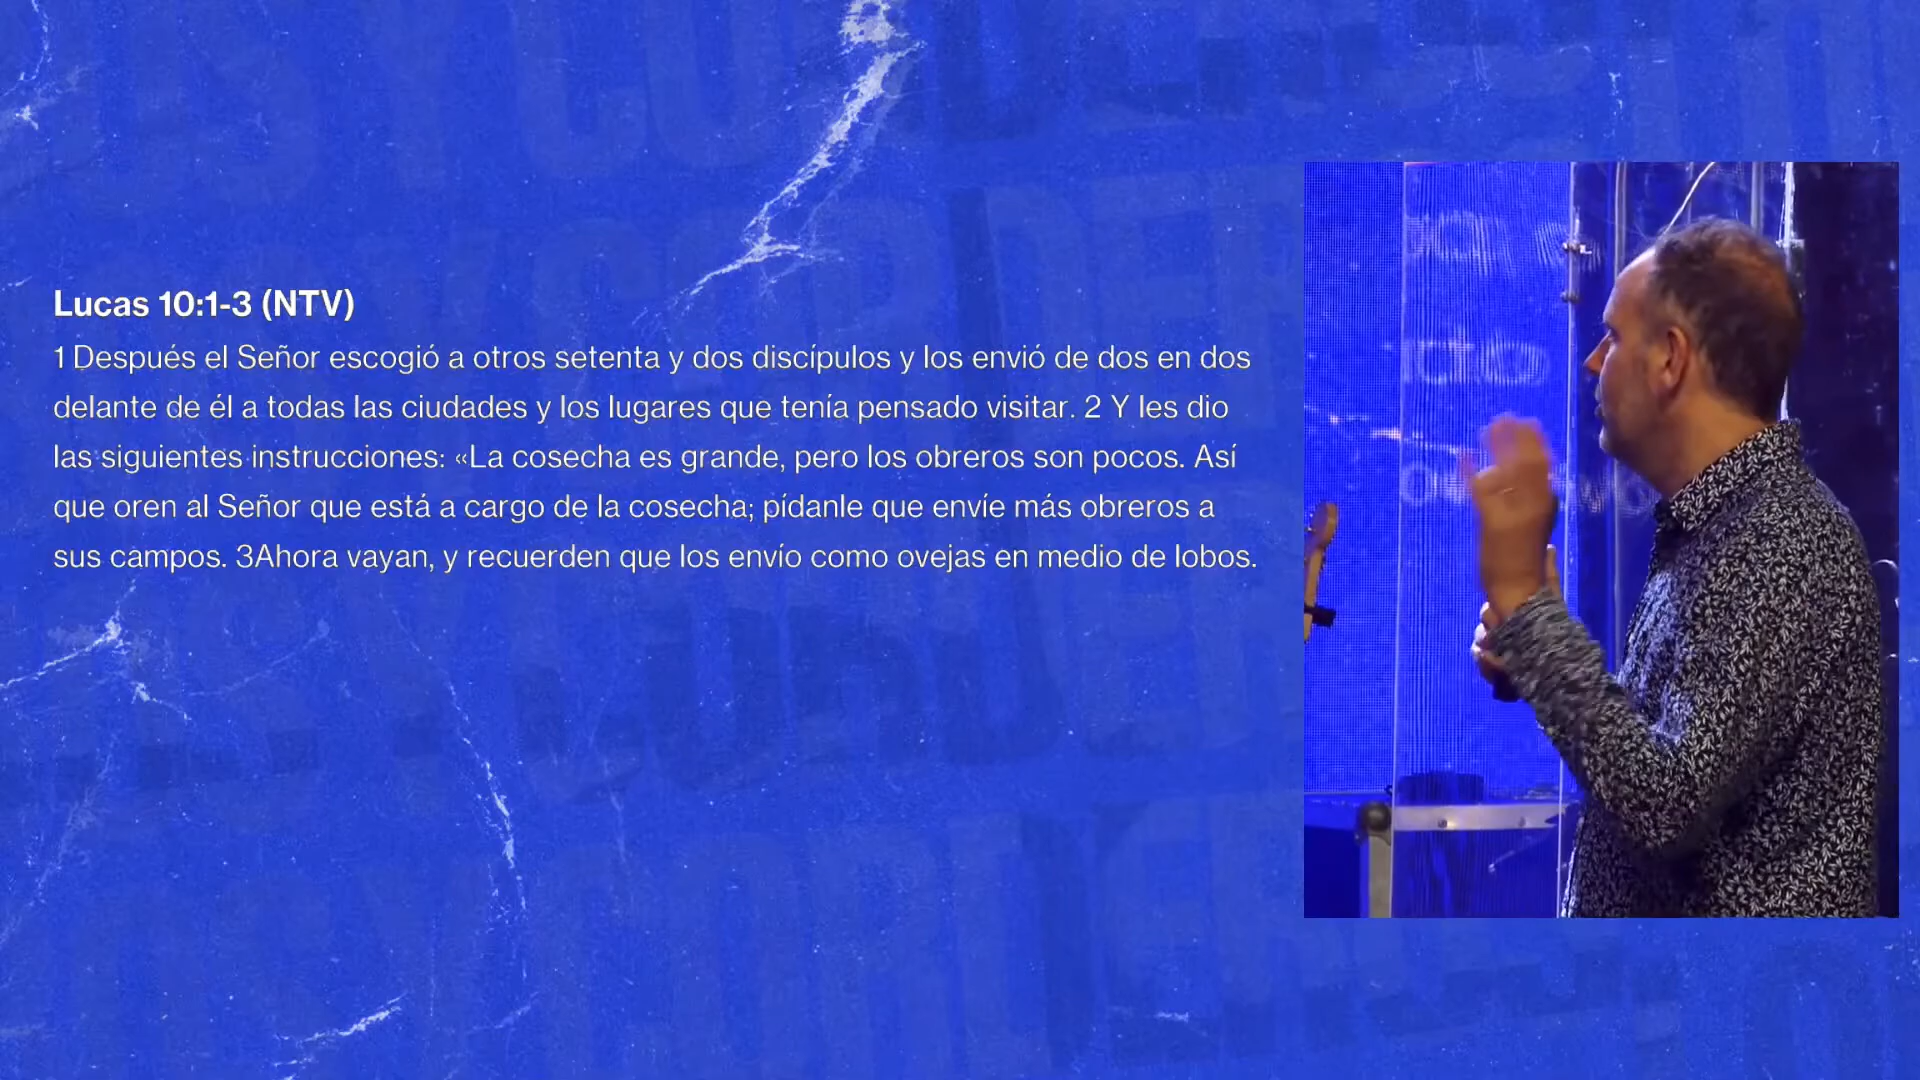 Lucas 10:1-3 (NTV)
1 Después el Señor escogió a otros setenta y dos discípulos y los envió de dos en dos
delante de él a todas las ciudades y los lugares que tenía pensado visitar. 2 Y les dio
las siguientes instrucciones: «La cosecha es grande, pero los obreros son pocos. Así
que oren al Señor que está a cargo de la cosecha; pídanle que envíe más obreros a
sus campos. 3Ahora vayan, y recuerden que los envío como ovejas en medio de lobos.